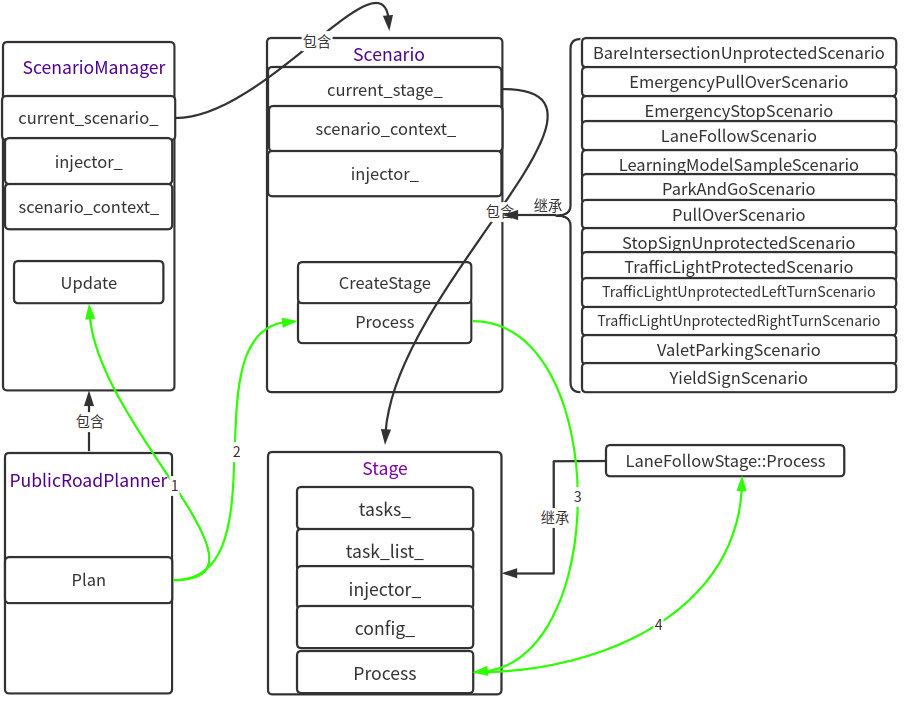 ScenarioManager
current_scenario_
injector_
scenario_context_
Update
包含
PublicRoadPlanner
Plan
1
2
包含
Scenario
current_stage_
scenario_context_
injector_
包含
继承
CreateStage
Process
Stage
tasks_
task_list_
injector_
config_
Process
3
继承
4
LaneFollowStage::Process
BareIntersectionUnprotectedScenario
EmergencyPullOverScenario
EmergencyStopScenario
LaneFollowScenario
LearningModelSampleScenario
ParkAndGoScenario
PullOverScenario
StopSignUnprotectedScenario
TrafficLightProtectedScenario
TrafficLightUnprotectedLeftTurnScenario
TrafficLightUnprotectedRightTurnScenario
ValetParkingScenario
YieldSignScenario